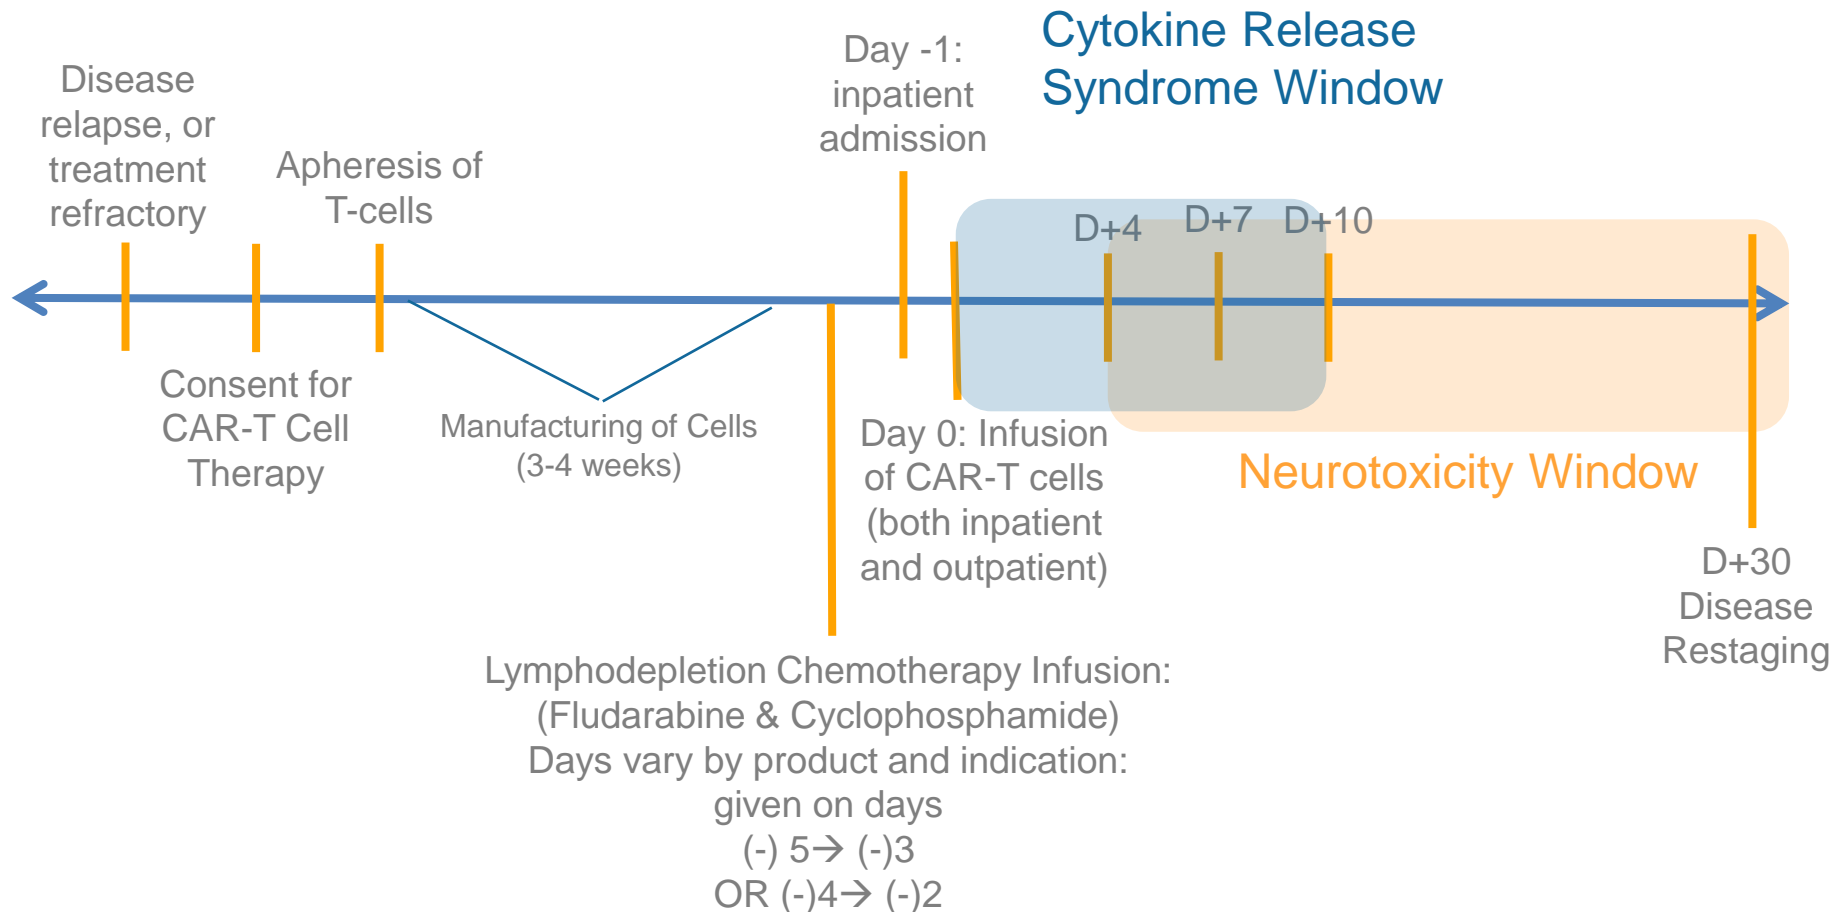 Disease
relapse, or
treatment
refractory
Consent for
CAR-T Cell
Therapy
Apheresis of
T-cells
Manufacturing of Cells
(3-4 weeks)
Lymphodepletion Chemotherapy Infusion:
(Fludarabine & Cyclophosphamide)
Days vary by product and indication:
given on days
(-) 5→ (-)3
OR (-)4→ (-)2
Day -1:
inpatient
admission
Day 0: Infusion
of CAR-T cells
(both inpatient
and outpatient)
Cytokine Release
Syndrome Window
D+4
D+7
D+10
Neurotoxicity Window
D+30
Disease
Restaging